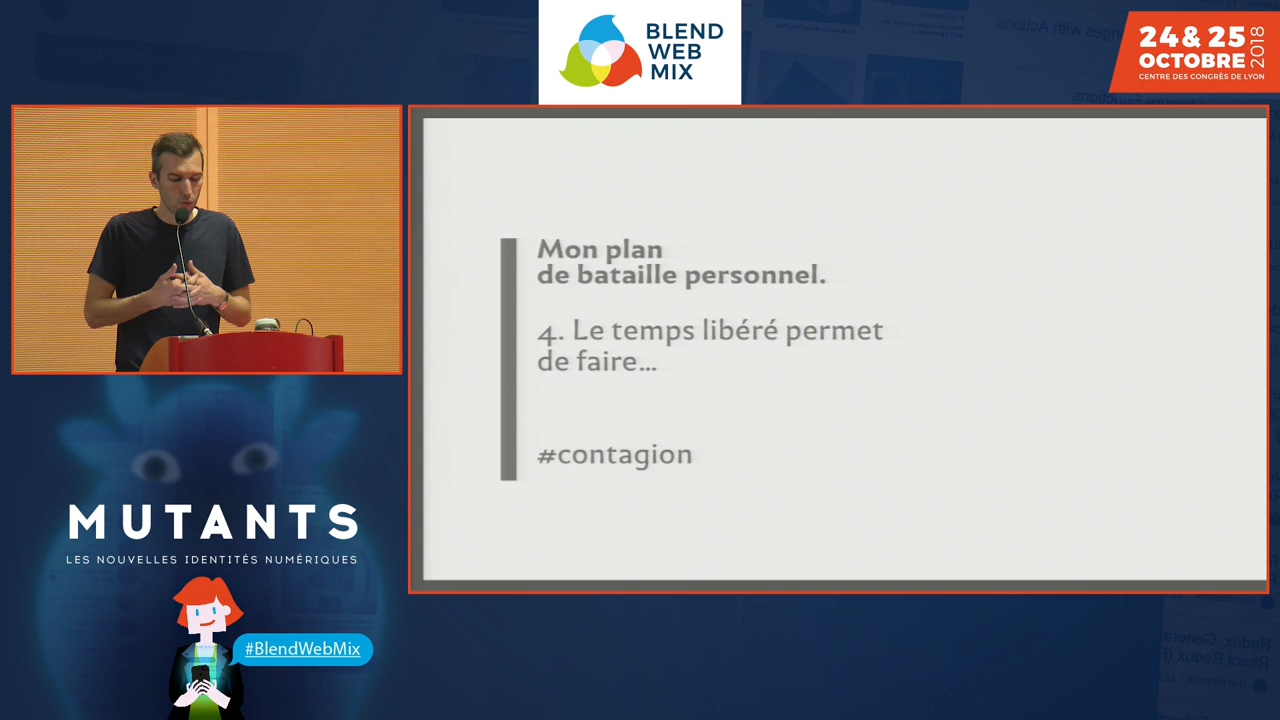 BLEND
WEB
MIX
24 & 25
OCTOBRE
2018
CENTRE DES CONGRÈS DE LYON
Mon plan
de bataille personnel.
4. Le temps libéré permet
de faire...
#contagion
MUTANTS
LES NOUVELLES IDENTITÉS NUMÉRIQUES
#BlendWebMix